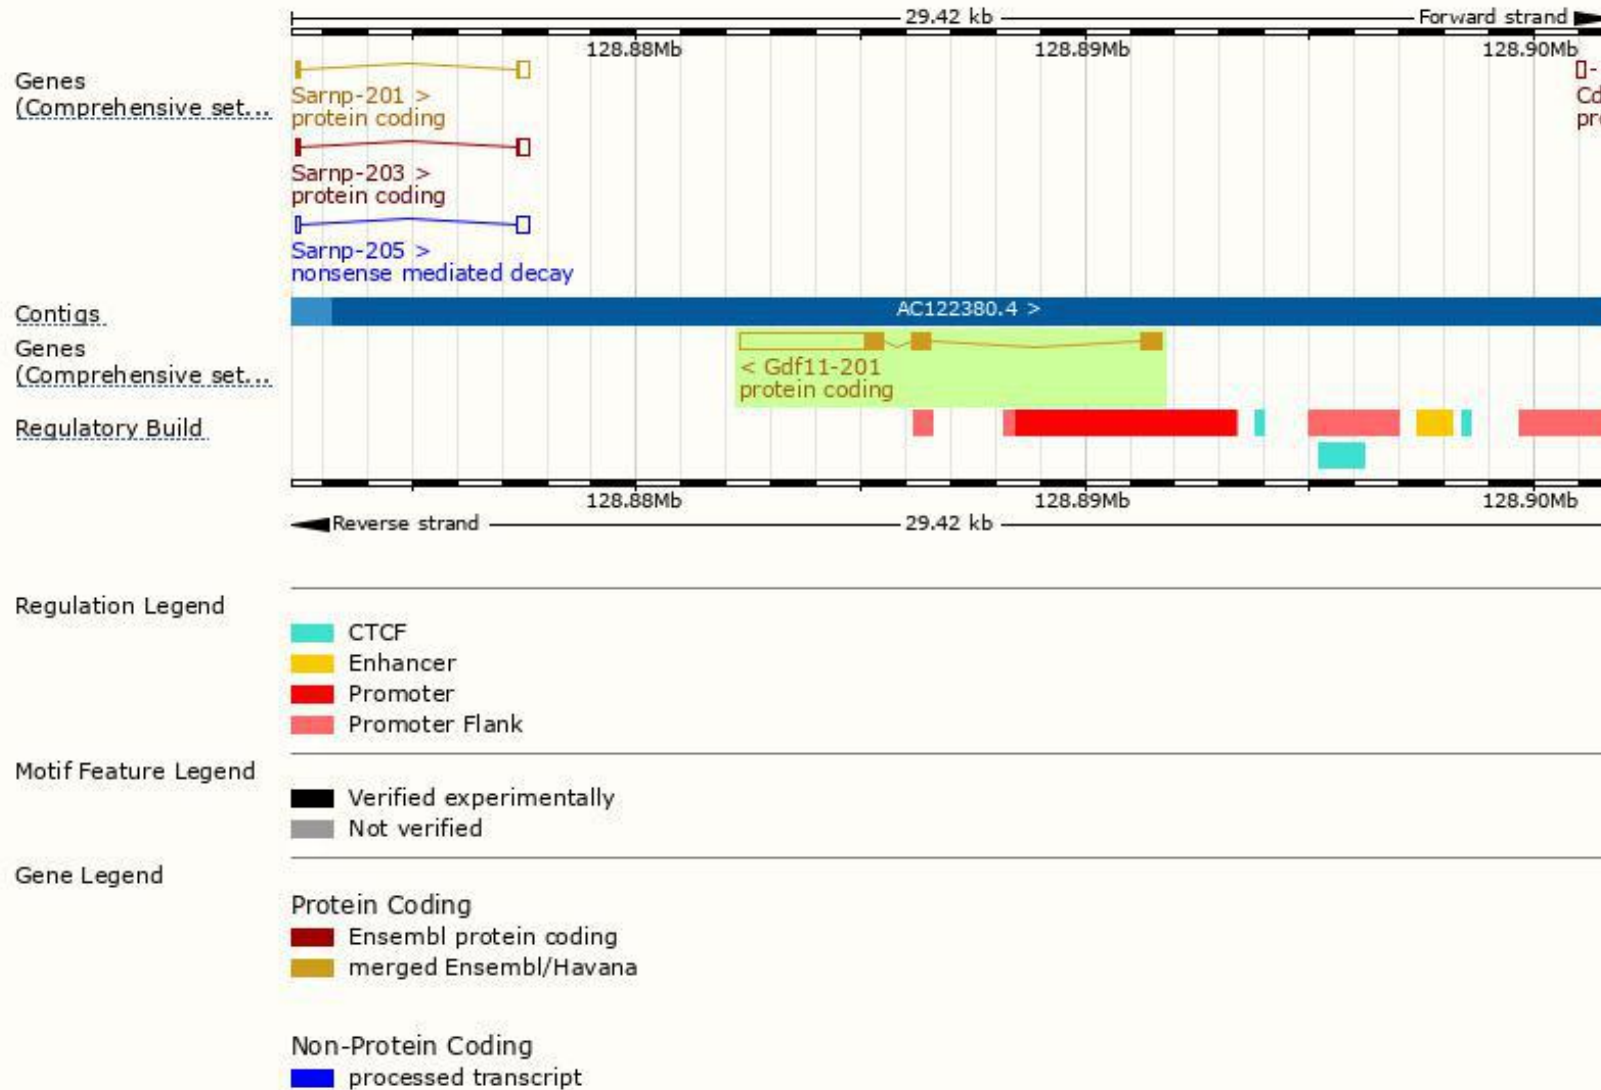 29.42 kb
Forward strand
128.88Mb
128.89Mb
128.90Mb
Genes
(Comprehensive set...
Sarnp-201 >
protein coding
Cd
pro
Sarnp-203 >
protein coding
Sarnp-205 >
nonsense mediated decay
Contigs
AC122380.4 >
Genes
(Comprehensive set...
< Gdf11-201
protein coding
Regulatory Build
128.88Mb
128.89Mb
128.90Mb
Reverse strand
29.42 kb
Regulation Legend
CTCF
Enhancer
Promoter
Promoter Flank
Motif Feature Legend
Verified experimentally
Not verified
Gene Legend
Protein Coding
Ensembl protein coding
merged Ensembl/Havana
Non-Protein Coding
processed transcript